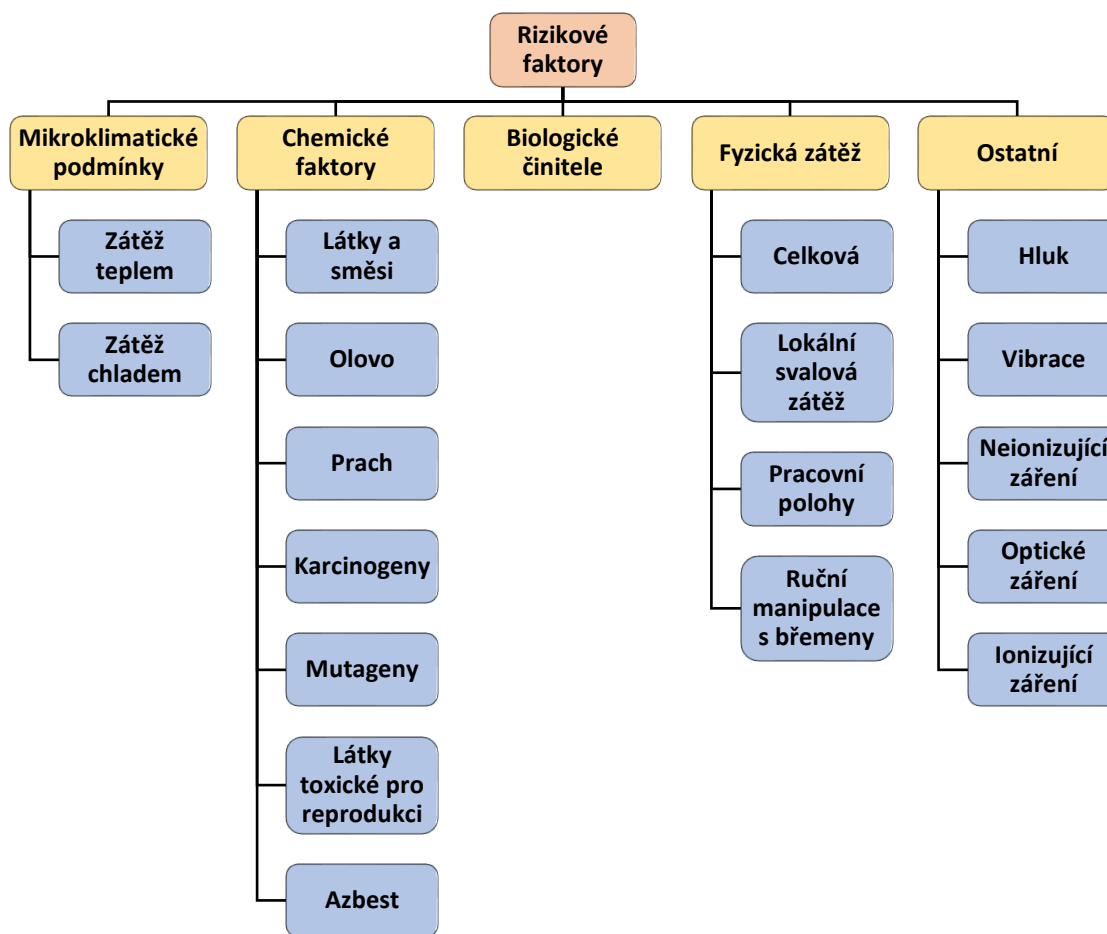 Rizikové
faktory
Mikroklimatické
podmínky
Zátěž
teplem
Zátěž
chladem
Chemické
faktory
Látky a
směsi
Olovo
Prach
Karcinogeny
Mutageny
Látky
toxické pro
reprodukci
Azbest
Biologické
činitele
Fyzická zátěž
Celková
Lokální
svalová
zátěž
Pracovní
polohy
Ruční
manipulace
s břemeny
Ostatní
Hluk
Vibrace
Neionizující
záření
Optické
záření
Ionizující
záření